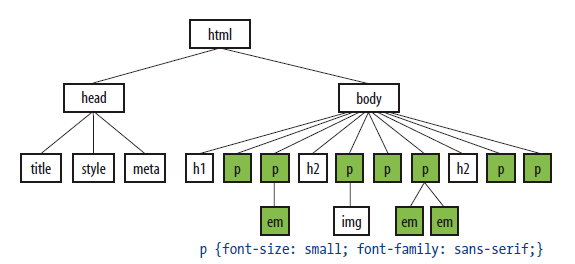 html
head body
title style meta h1 p p h2 p p p h2 p p
em img em em
p {font-size: small; font-family: sans-serif;}